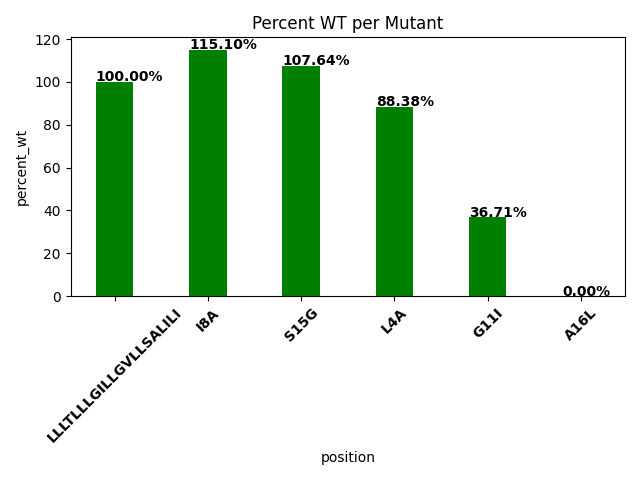 Percent WT per Mutant
percent_wt
120
100
80
60
40
20
0
100.00%
115.10%
107.64%
88.38%
36.71%
0.00%
LLLTLLLGILLGVLLSALILI
I8A
S15G
L4A
G11I
A16L
position